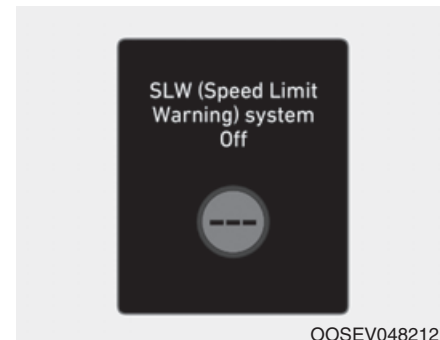 SLW (Speed Limit
Warning) system
Off
---
OOSEV048212